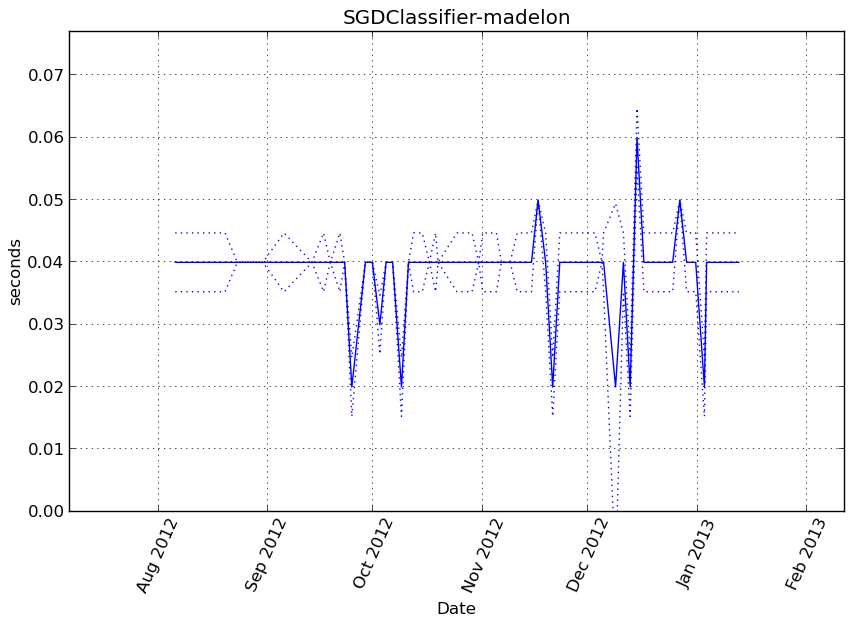 SGDClassifier-madelon
0.07
0.06
0.05
0.04
0.03
0.02
0.01
0.00
seconds
Aug 2012
Sep 2012
Oct 2012
Nov 2012
Dec 2012
Jan 2013
Feb 2013
Date